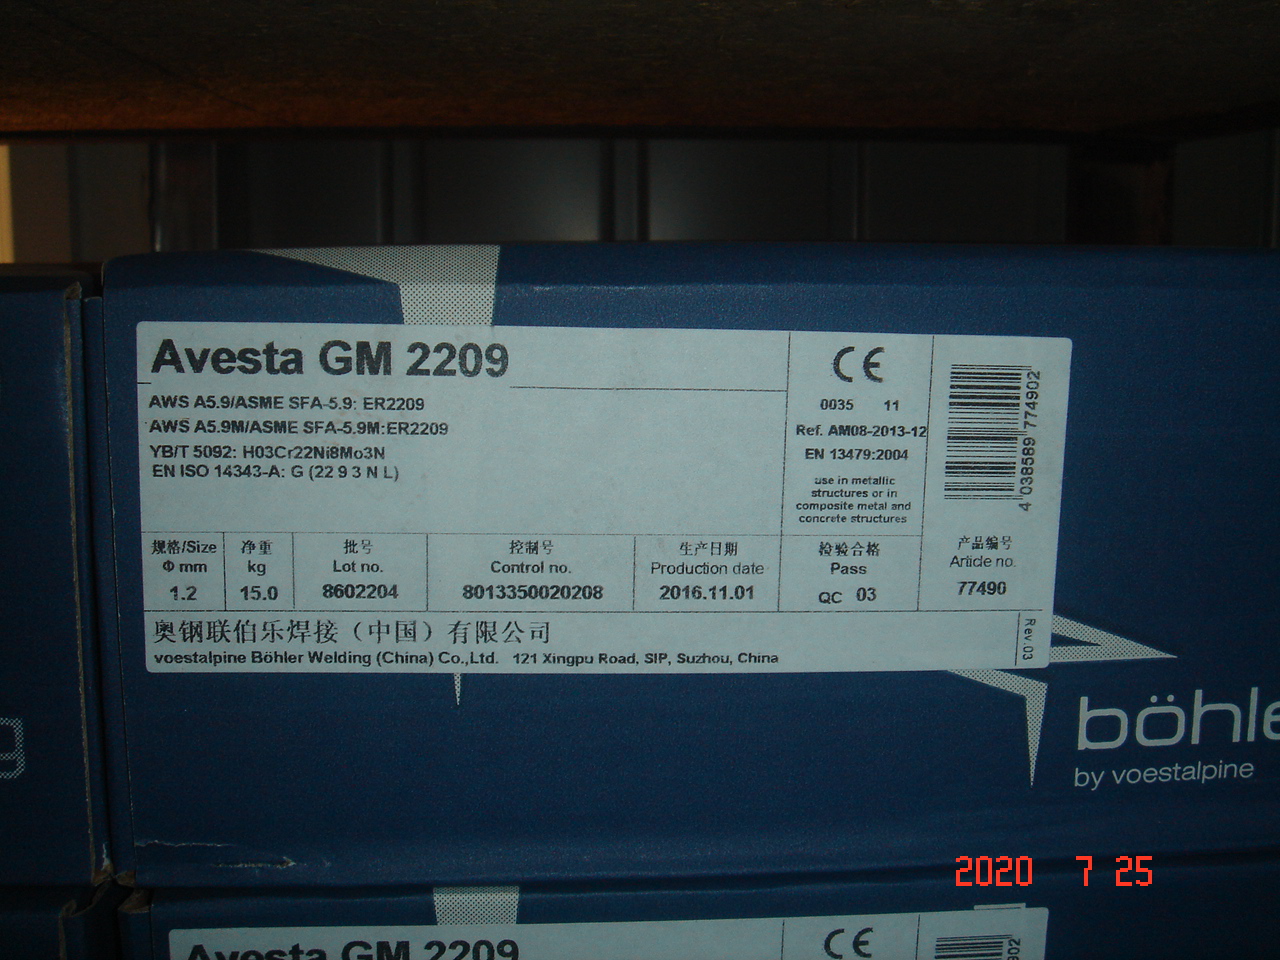 Avesta GM 2209
AWS A5.9/ASME SFA-5.9: ER2209
AWS A5.9M/ASME SFA-5.9M:ER2209
YB/T 5092: H03Cr22Ni8Mo3N
EN ISO 14343-A: G (22 9 3 N L)
CE
0035 11
Ref. AM08-2013-12
EN 13479:2004
use in metallic
structures or in
composite metal and
concrete structures
4 038589 774902
规格/Size 净重 批号 控制号 生产日期 检验合格 产品编号
Φ mm kg Lot no. Control no. Production date Pass Article no.
1.2 15.0 8602204 8013350020208 2016.11.01 QC 03 77490
奥钢联伯乐焊接（中国）有限公司
voestalpine Böhler Welding (China) Co.,Ltd. 121 Xingpu Road, SIP, Suzhou, China
Rev.03
böhle
by voestalpine
g
2020 7 25
Avesta GM 2209
CE
902